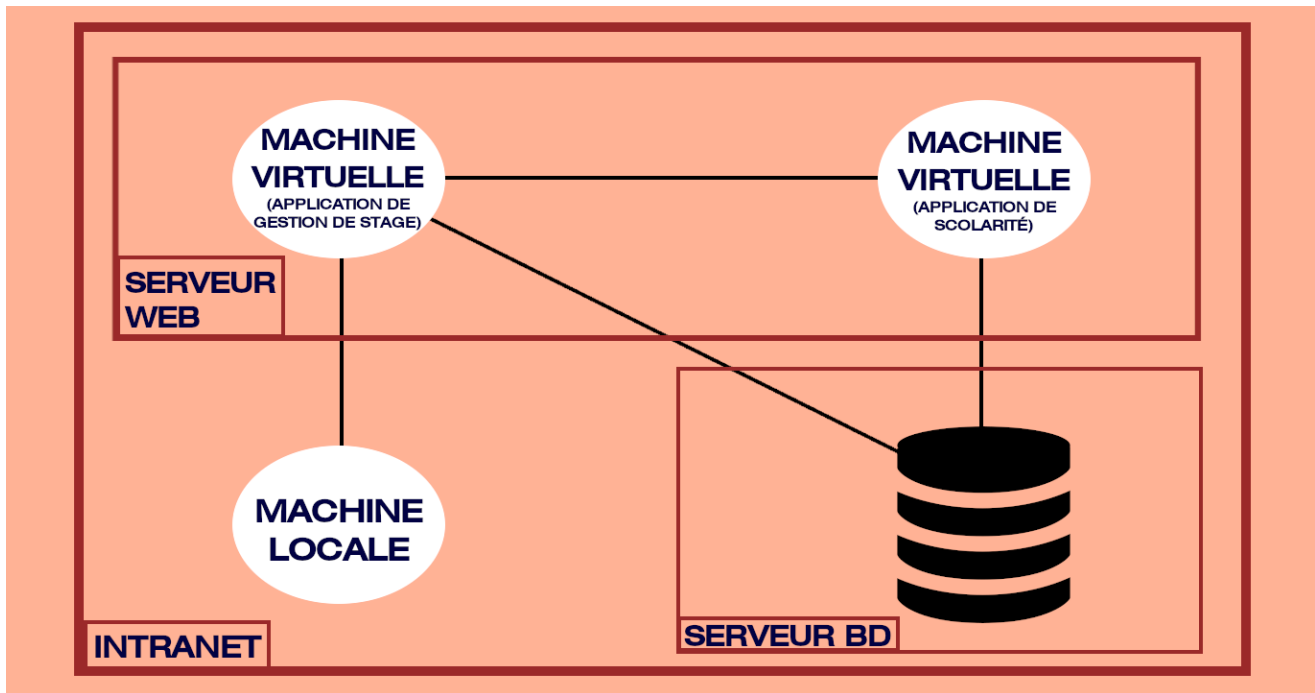 MACHINE
VIRTUELLE
(APPLICATION DE
GESTION DE STAGE)
MACHINE
VIRTUELLE
(APPLICATION DE
SCOLARITÉ)
SERVEUR
WEB
MACHINE
LOCALE
SERVEUR BD
INTRANET